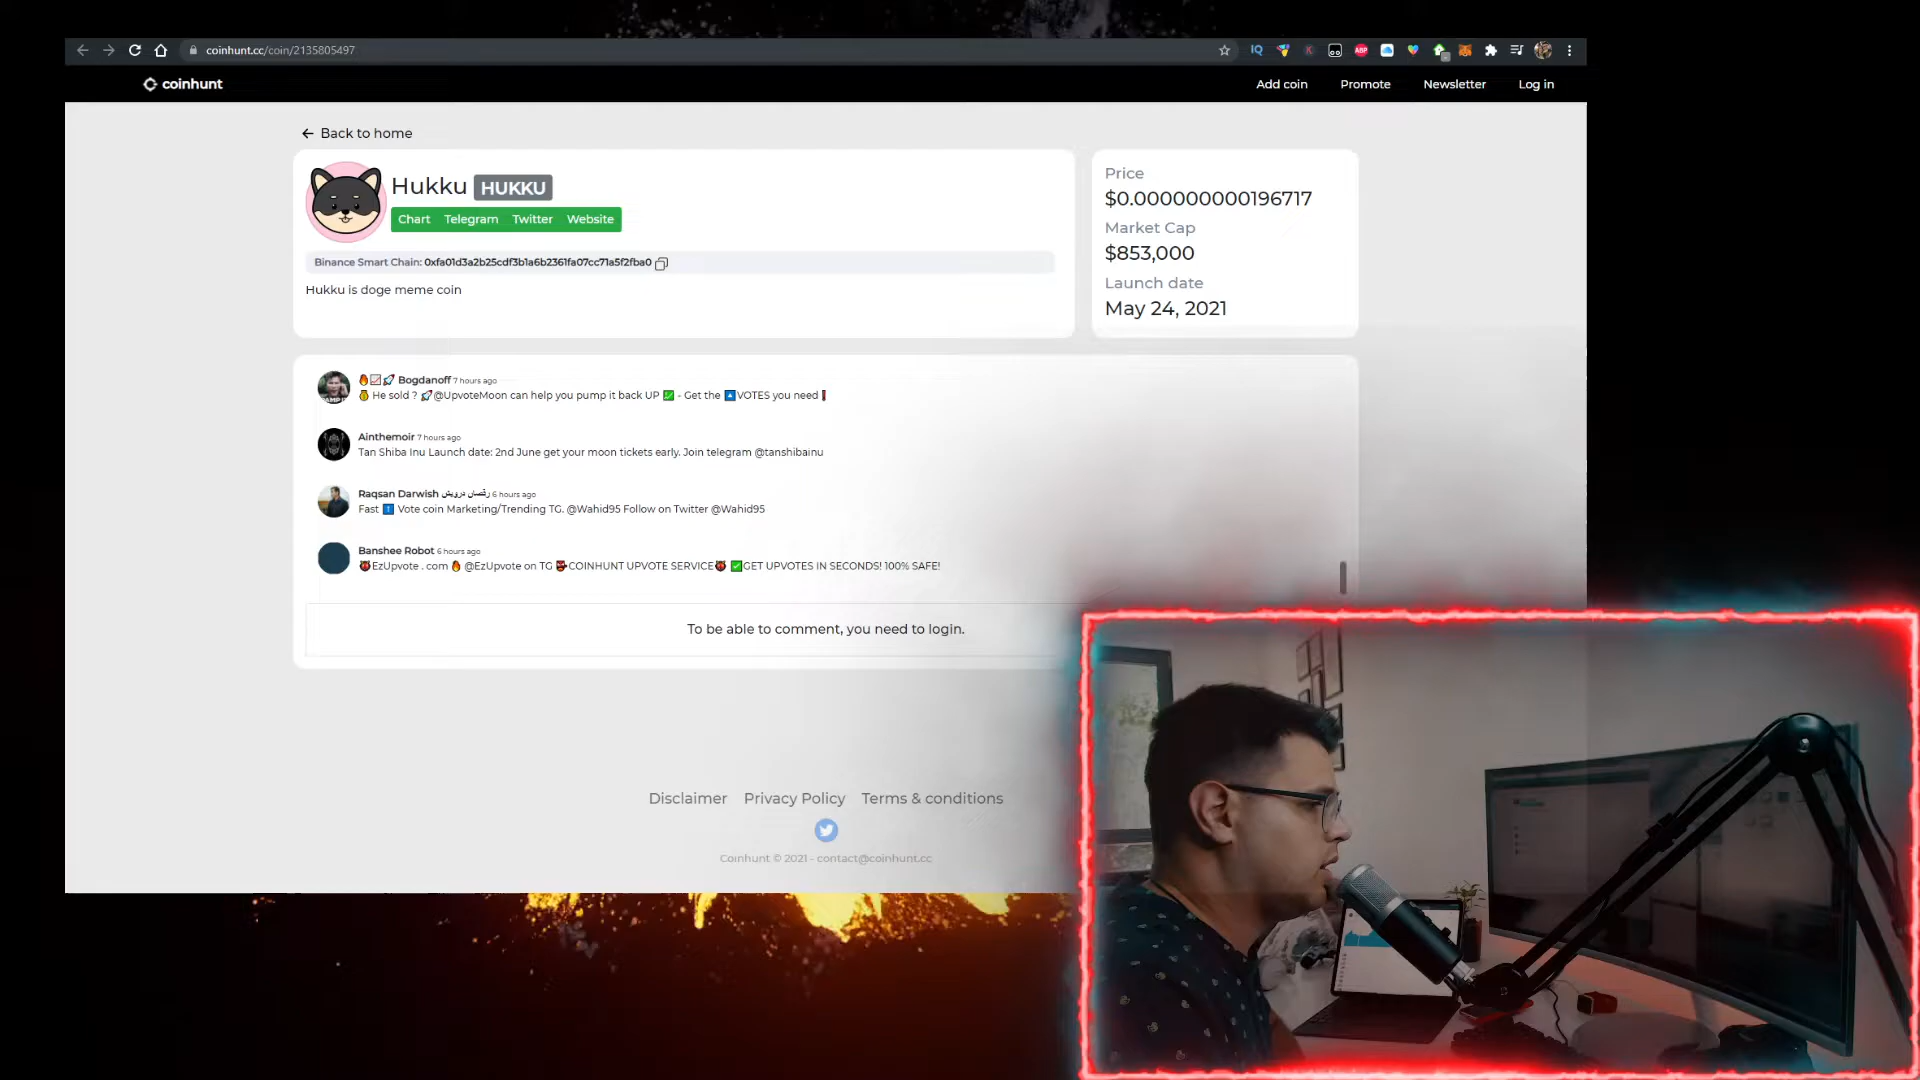 coinhunt.cc/coin/2135805497
IQ
ABP
coinhunt
Add coin Promote Newsletter Log in
← Back to home
Hukku HUKKU
Chart Telegram Twitter Website
Binance Smart Chain: 0xfa01d3a2b25cdf3b1a6b2361fa07cc71a5f2fba0
Hukku is doge meme coin
Price
$0.000000000196717
Market Cap
$853,000
Launch date
May 24, 2021
🔥📈🚀 Bogdanoff 7 hours ago
💰 He sold ? 🚀@UpvoteMoon can help you pump it back UP ✅ - Get the 🔼VOTES you need❗
Ainthemoir 7 hours ago
Tan Shiba Inu Launch date: 2nd June get your moon tickets early. Join telegram @tanshibainu
Raqsan Darwish رقصان درويش 6 hours ago
Fast ⬆️ Vote coin Marketing/Trending TG. @Wahid95 Follow on Twitter @Wahid95
Banshee Robot 6 hours ago
👹EzUpvote . com 🔥 @EzUpvote on TG 👺COINHUNT UPVOTE SERVICE👹 ✅GET UPVOTES IN SECONDS! 100% SAFE!
To be able to comment, you need to login.
Disclaimer Privacy Policy Terms & conditions
Coinhunt © 2021 - contact@coinhunt.cc